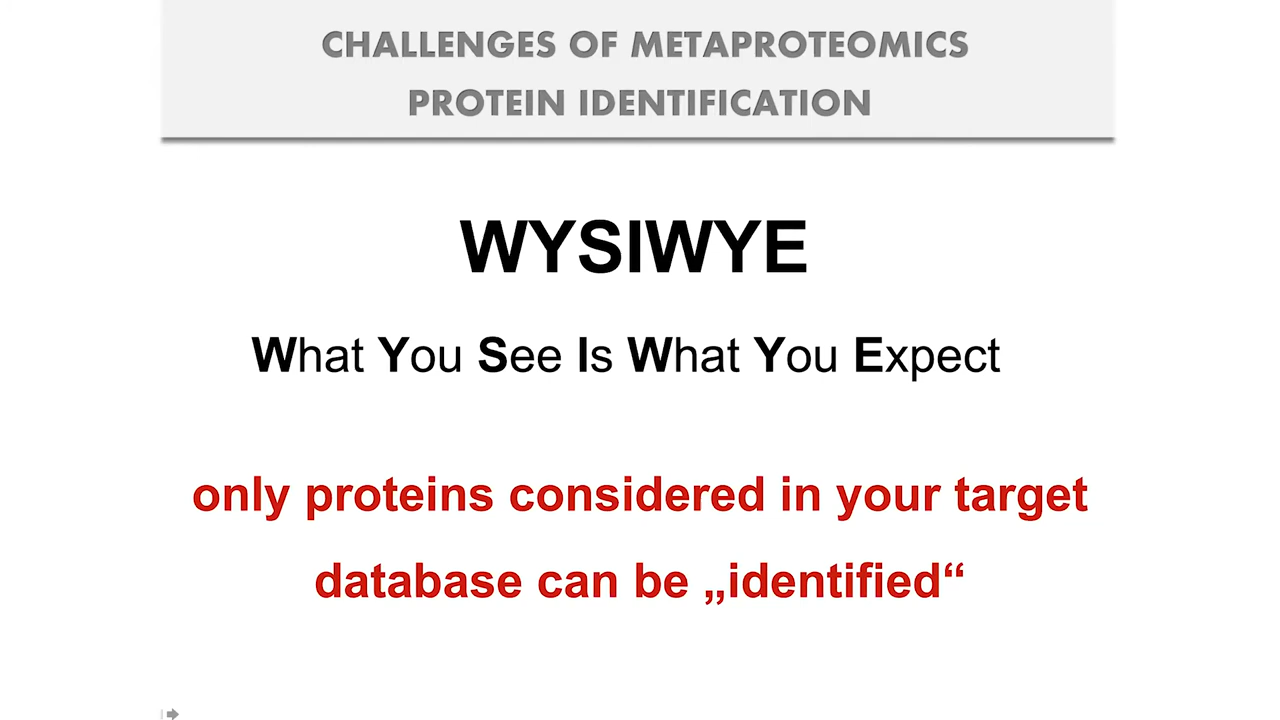 CHALLENGES OF METAPROTEOMICS
PROTEIN IDENTIFICATION
WYSIWYE
What You See Is What You Expect
only proteins considered in your target
database can be „identified“